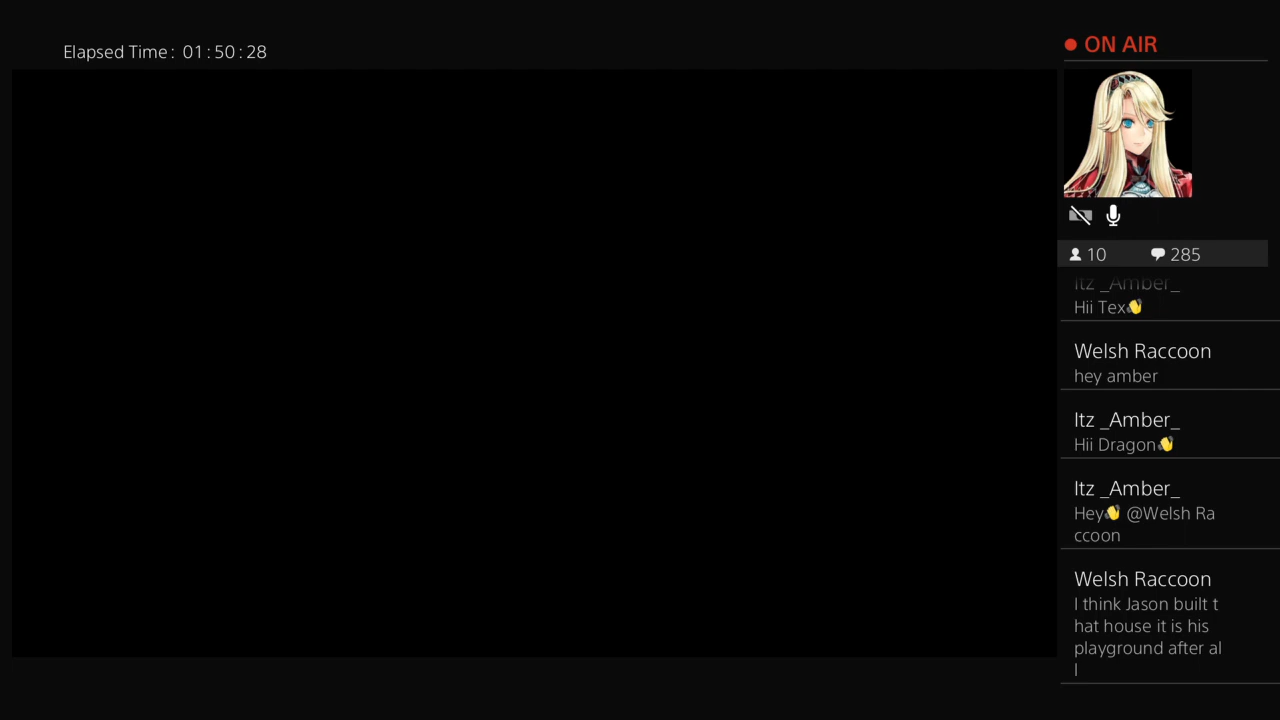 Elapsed Time: 01:50:28
ON AIR
10 285
Itz _Amber_
Hii Tex👋
Welsh Raccoon
hey amber
Itz _Amber_
Hii Dragon👋
Itz _Amber_
Hey👋 @Welsh Ra
ccoon
Welsh Raccoon
I think Jason built t
hat house it is his
playground after al
l